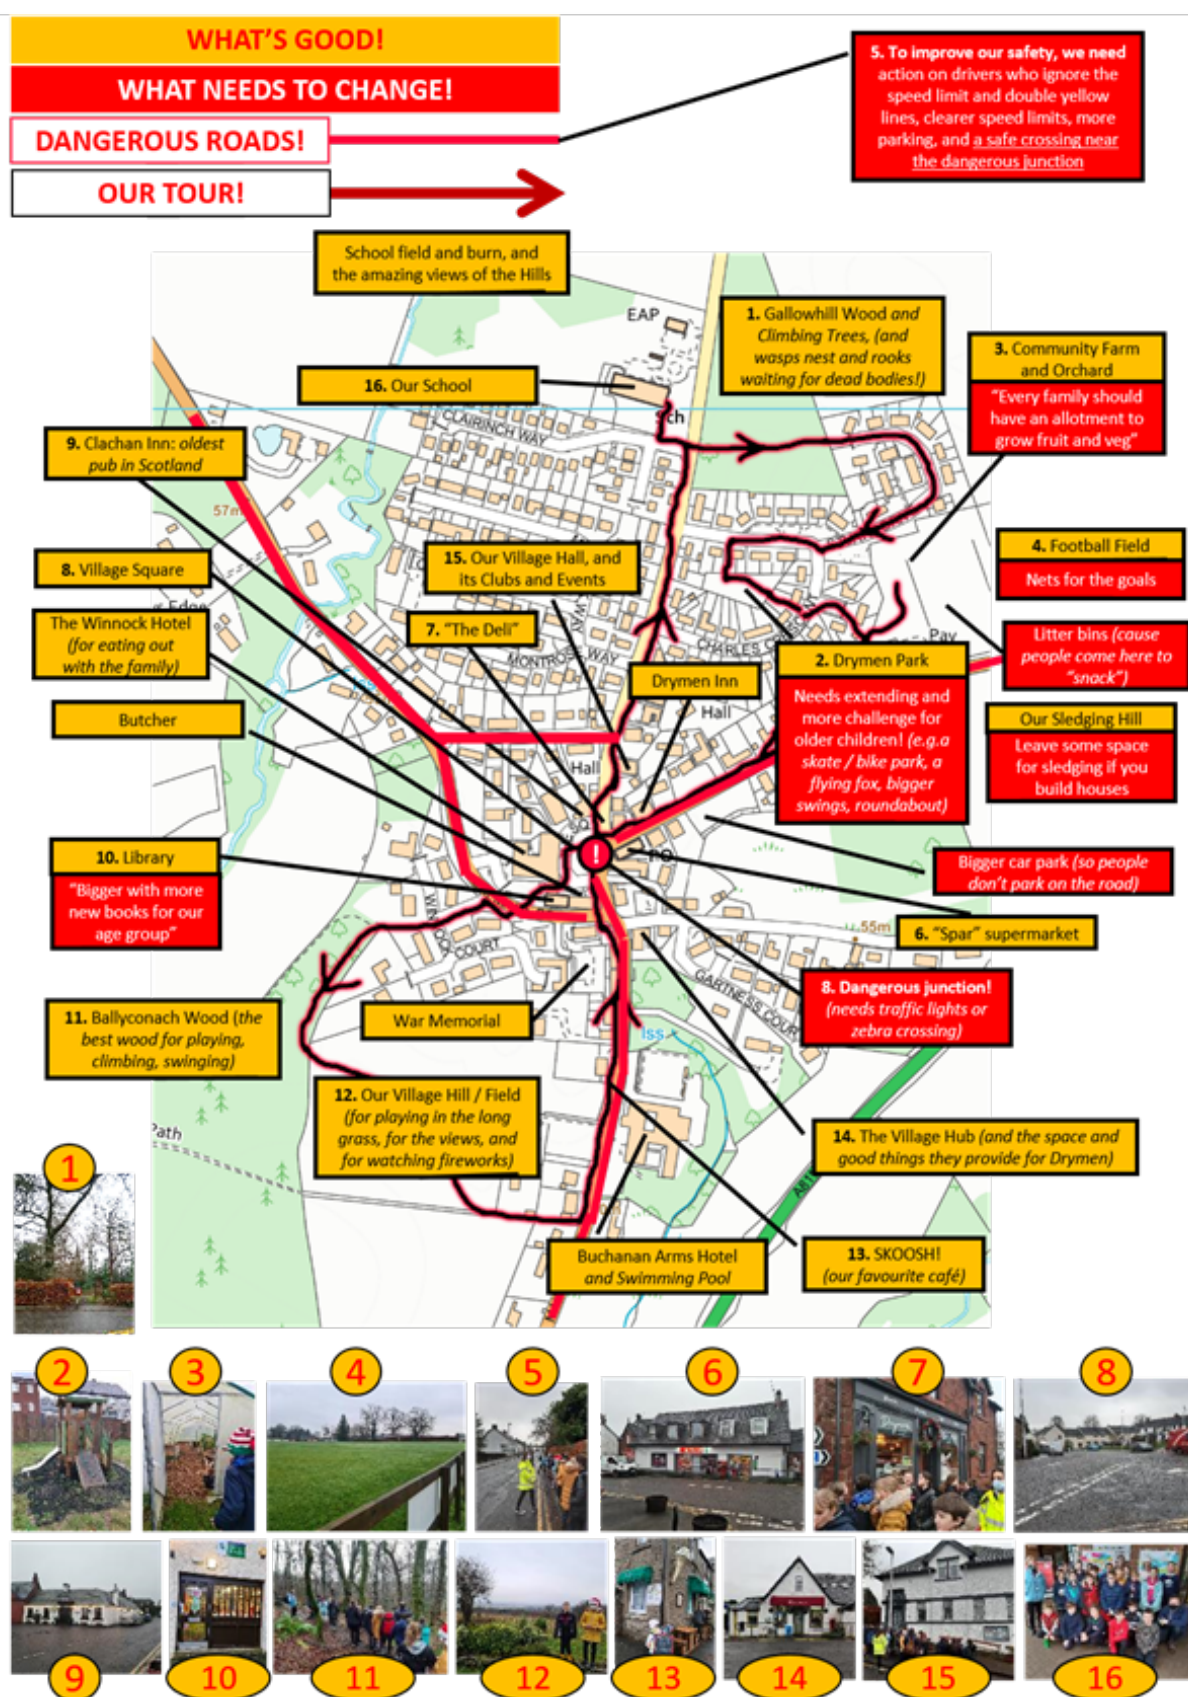 WHAT'S GOOD!
WHAT NEEDS TO CHANGE!
DANGEROUS ROADS!
OUR TOUR!
5. To improve our safety, we need
action on drivers who ignore the
speed limit and double yellow
lines, clearer speed limits, more
parking, and a safe crossing near
the dangerous junction
School field and burn, and
the amazing views of the Hills
EAP
1. Gallowhill Wood and
Climbing Trees, (and
wasps nest and rooks
waiting for dead bodies!)
3. Community Farm
and Orchard
"Every family should
have an allotment to
grow fruit and veg"
16. Our School
Sch
CLAIRINCH WAY
9. Clachan Inn: oldest
pub in Scotland
57m
4. Football Field
Nets for the goals
15. Our Village Hall, and
its Clubs and Events
8. Village Square
Edge
The Winnock Hotel
(for eating out
with the family)
7. "The Deli"
MONTROSE WAY
CHARLES
Pav
Litter bins (cause
people come here to
"snack")
2. Drymen Park
Needs extending and
more challenge for
older children! (e.g.a
skate / bike park, a
flying fox, bigger
swings, roundabout)
Drymen Inn
Hall
Butcher
Our Sledging Hill
Leave some space
for sledging if you
build houses
Hall
SQ
!
PO
10. Library
"Bigger with more
new books for our
age group"
Bigger car park (so people
don't park on the road)
6. "Spar" supermarket
55m
COURT
GARTNESS COURT
8. Dangerous junction!
(needs traffic lights or
zebra crossing)
War Memorial
Iss
11. Ballyconach Wood (the
best wood for playing,
climbing, swinging)
12. Our Village Hill / Field
(for playing in the long
grass, for the views, and
for watching fireworks)
Path
14. The Village Hub (and the space and
good things they provide for Drymen)
A811
Buchanan Arms Hotel
and Swimming Pool
13. SKOOSH!
(our favourite café)
1
2
3
4
5
6
7
8
9
10
11
12
13
14
15
16